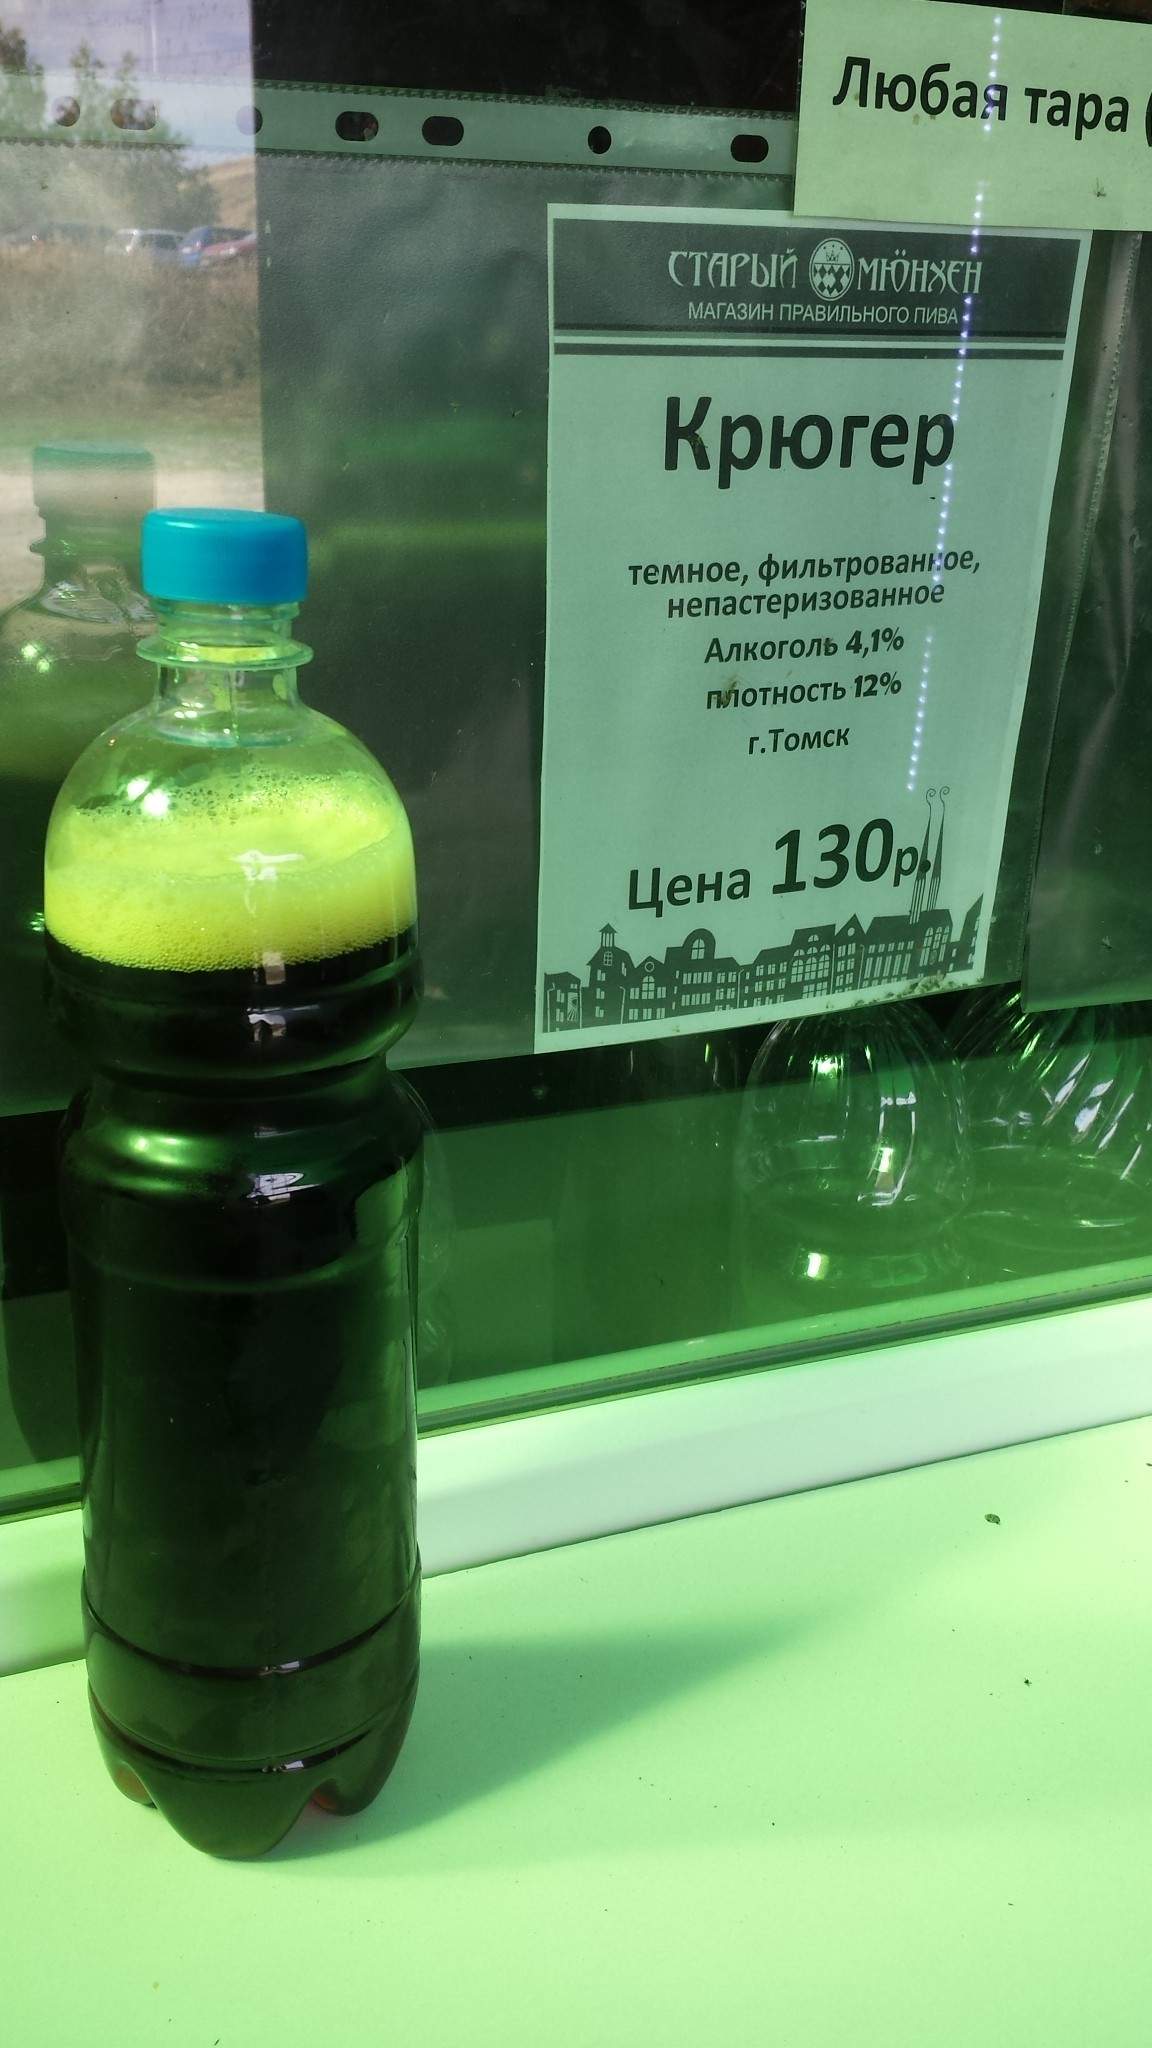 Любая тара (
СТАРЫЙ МЮНХЕН
МАГАЗИН ПРАВИЛЬНОГО ПИВА
Крюгер
темное, фильтрованное,
непастеризованное
Алкоголь 4,1%
плотность 12%
г.Томск
Цена 130р.